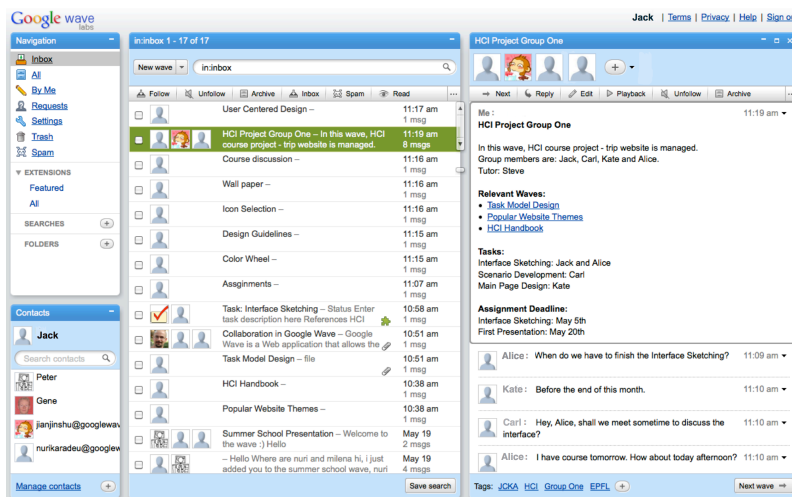 Google wave
labs
Jack | Terms | Privacy | Help | Sign ou
Navigation
Inbox
All
By Me
Requests
Settings
Trash
Spam
EXTENSIONS
Featured
All
SEARCHES
FOLDERS
Contacts
Jack
Search contacts
Peter
Gene
jianjinshu@googlewav
nurikaradeu@googlew
Manage contacts
in:inbox 1 - 17 of 17
New wave in:inbox
Follow Unfollow Archive Inbox Spam Read ...
User Centered Design – 11:17 am
1 msg
HCI Project Group One – In this wave, HCI 11:19 am
course project - trip website is managed. 8 msgs
Course discussion – 11:16 am
1 msg
Wall paper – 11:16 am
1 msg
Icon Selection – 11:16 am
1 msg
Design Guidelines – 11:15 am
1 msg
Color Wheel – 11:15 am
1 msg
Assginments – 11:07 am
1 msg
Task: Interface Sketching – Status Enter 10:58 am
task description here References HCI 1 msg
Collaboration in Google Wave – Google 10:51 am
Wave is a Web application that allows the 1 msg
Task Model Design – file 10:51 am
1 msg
HCI Handbook – 10:38 am
1 msg
Popular Website Themes – 10:38 am
1 msg
Summer School Presentation – Welcome to May 19
the wave :) Hello 2 msgs
– Hello Where are nuri and milena hi, i just May 19
added you to the summer school wave, nuri 4 msgs
Save search
HCI Project Group One
Next Reply Edit Playback Unfollow Archive ...
Me : 11:19 am
HCI Project Group One
In this wave, HCI course project - trip website is managed.
Group members are: Jack, Carl, Kate and Alice.
Tutor: Steve
Relevant Waves:
• Task Model Design
• Popular Website Themes
• HCI Handbook
Tasks:
Interface Sketching: Jack and Alice
Scenario Development: Carl
Main Page Design: Kate
Assignment Deadline:
Interface Sketching: May 5th
First Presentation: May 20th
Alice : When do we have to finish the Interface Sketching? 11:09 am
Kate : Before the end of this month. 11:10 am
Carl : Hey, Alice, shall we meet sometime to discuss the 11:10 am
interface?
Alice : I have course tomorrow. How about today afternoon? 11:10 am
Tags: JCKA HCI Group One EPFL Next wave